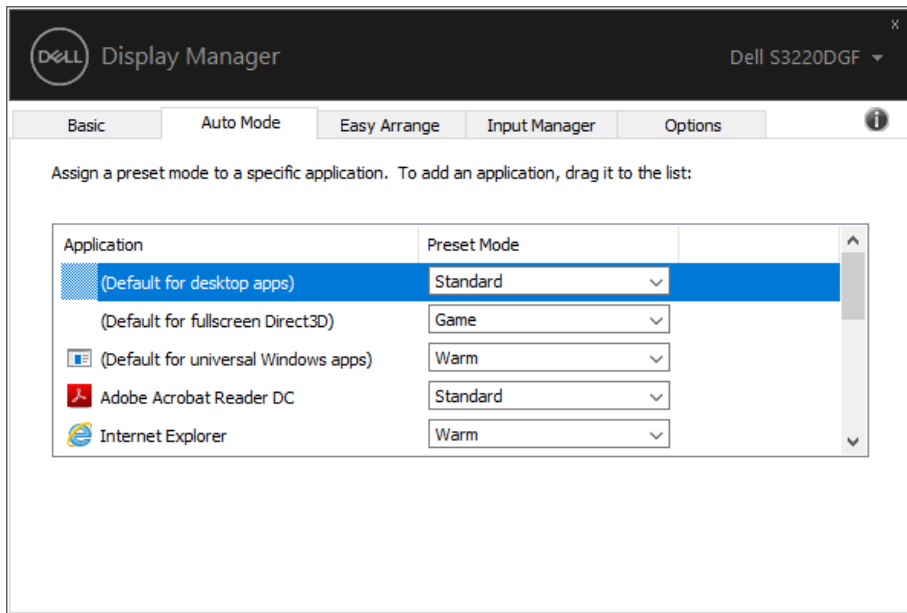 x
DELL Display Manager
Dell S3220DGF
Basic Auto Mode Easy Arrange Input Manager Options
Assign a preset mode to a specific application. To add an application, drag it to the list:
Application Preset Mode
(Default for desktop apps) Standard
(Default for fullscreen Direct3D) Game
(Default for universal Windows apps) Warm
Adobe Acrobat Reader DC Standard
Internet Explorer Warm